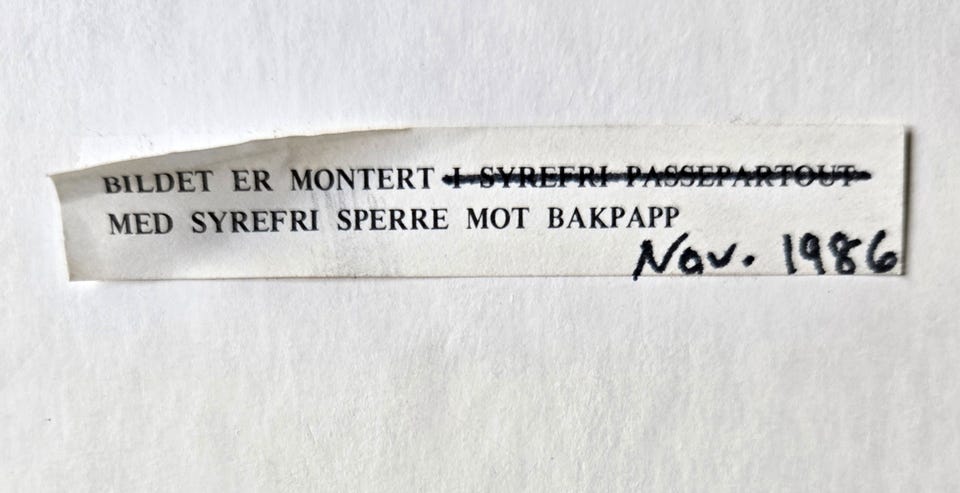 BILDET ER MONTERT I SYREFRI PASSEPARTOUT
MED SYREFRI SPERRE MOT BAKPAPP
Nov. 1986